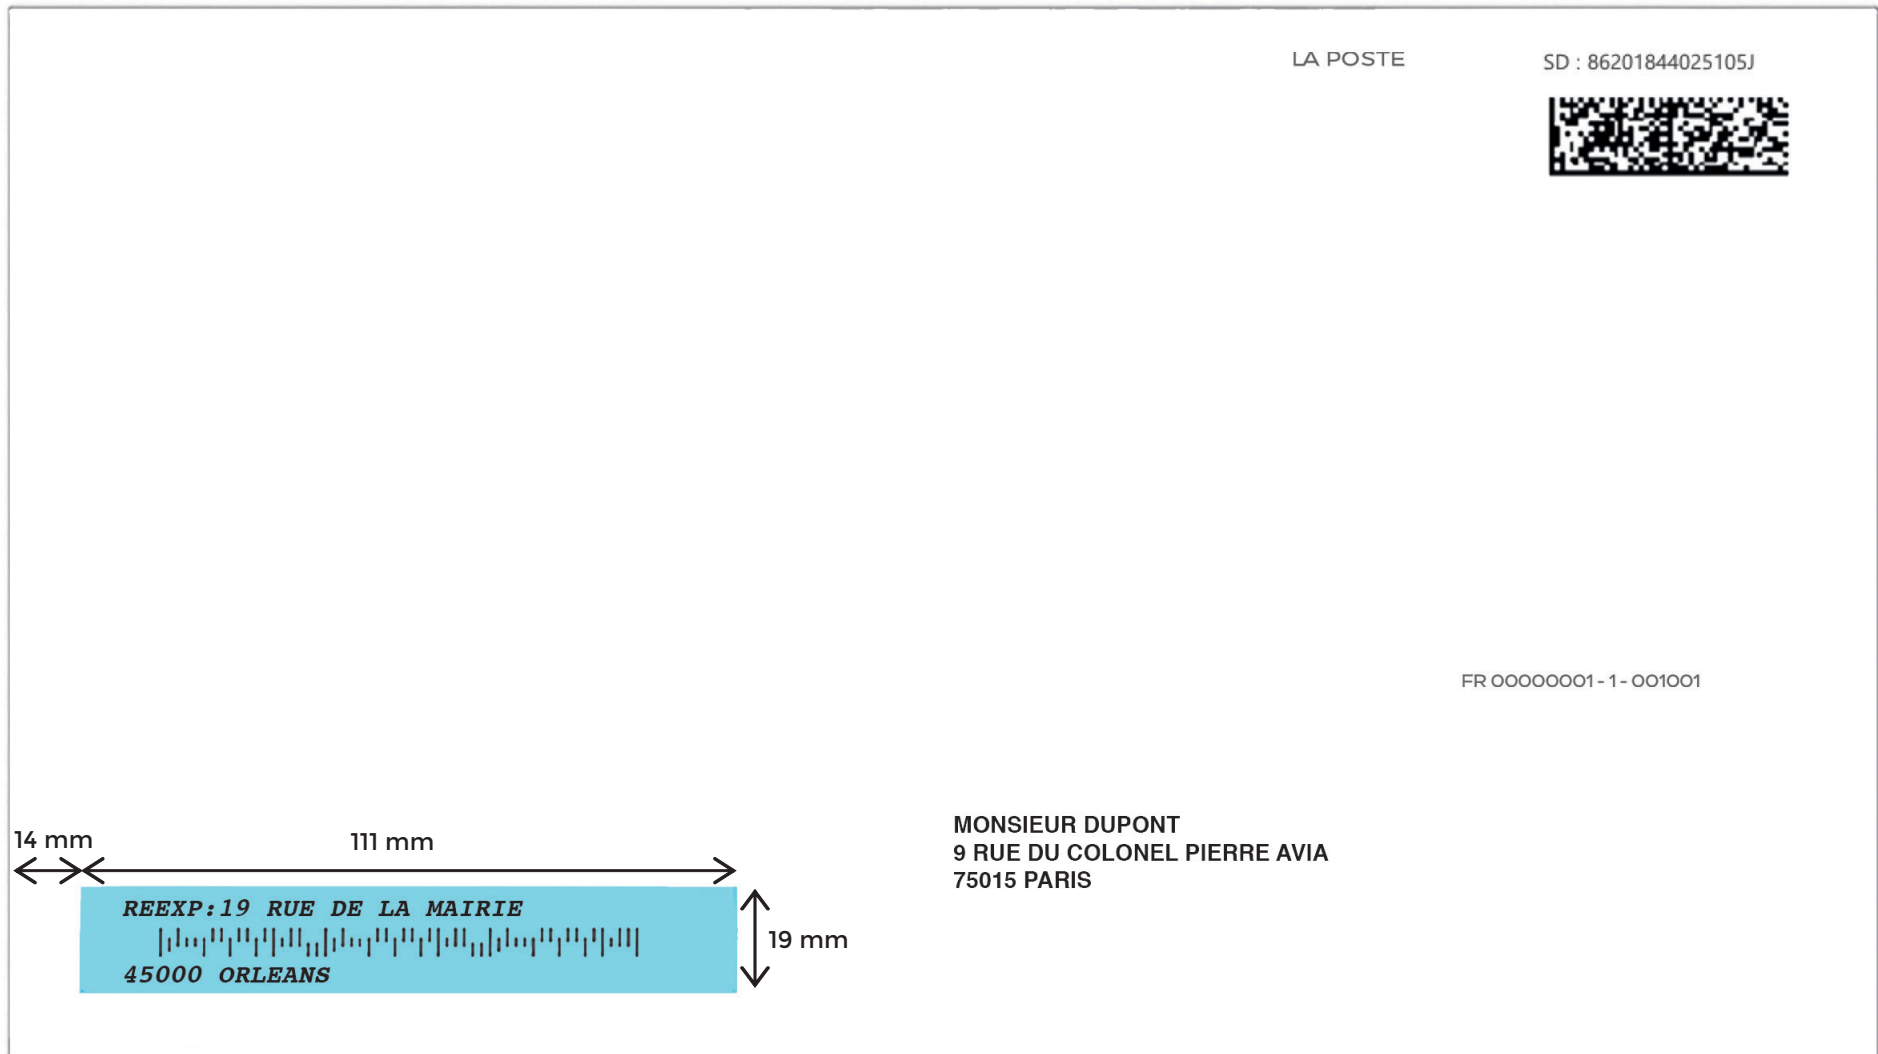 LA POSTE
SD : 86201844025105J
FR 00000001 - 1 - 001001
MONSIEUR DUPONT
9 RUE DU COLONEL PIERRE AVIA
75015 PARIS
14 mm
111 mm
REEXP:19 RUE DE LA MAIRIE
45000 ORLEANS
19 mm